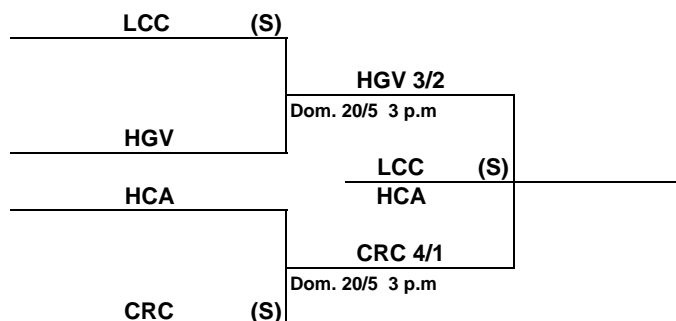 LCC (S)
HGV 3/2
Dom. 20/5 3 p.m
HGV
LCC (S)
HCA
HCA
CRC 4/1
Dom. 20/5 3 p.m
CRC (S)